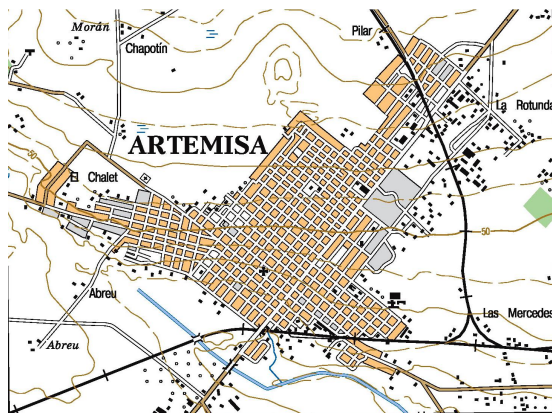 Morán
Chapotín
Pilar
La Rotunda
ARTEMISA
50
El Chalet
50
Abreu
Las Mercedes
Abreu